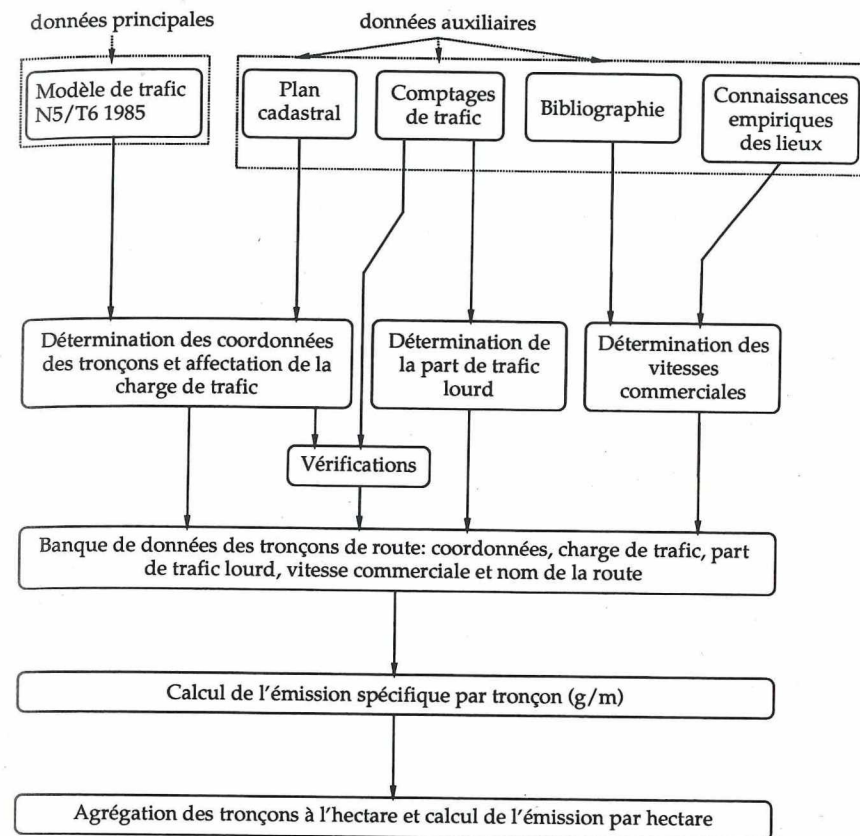 données principales
données auxiliaires
Modèle de trafic
N5/T6 1985
Plan
cadastral
Comptages
de trafic
Bibliographie
Connaissances
empiriques
des lieux
Détermination des coordonnées
des tronçons et affectation de la
charge de trafic
Détermination de
la part de trafic
lourd
Détermination des
vitesses
commerciales
Vérifications
Banque de données des tronçons de route: coordonnées, charge de trafic, part
de trafic lourd, vitesse commerciale et nom de la route
Calcul de l'émission spécifique par tronçon (g/m)
Agrégation des tronçons à l'hectare et calcul de l'émission par hectare